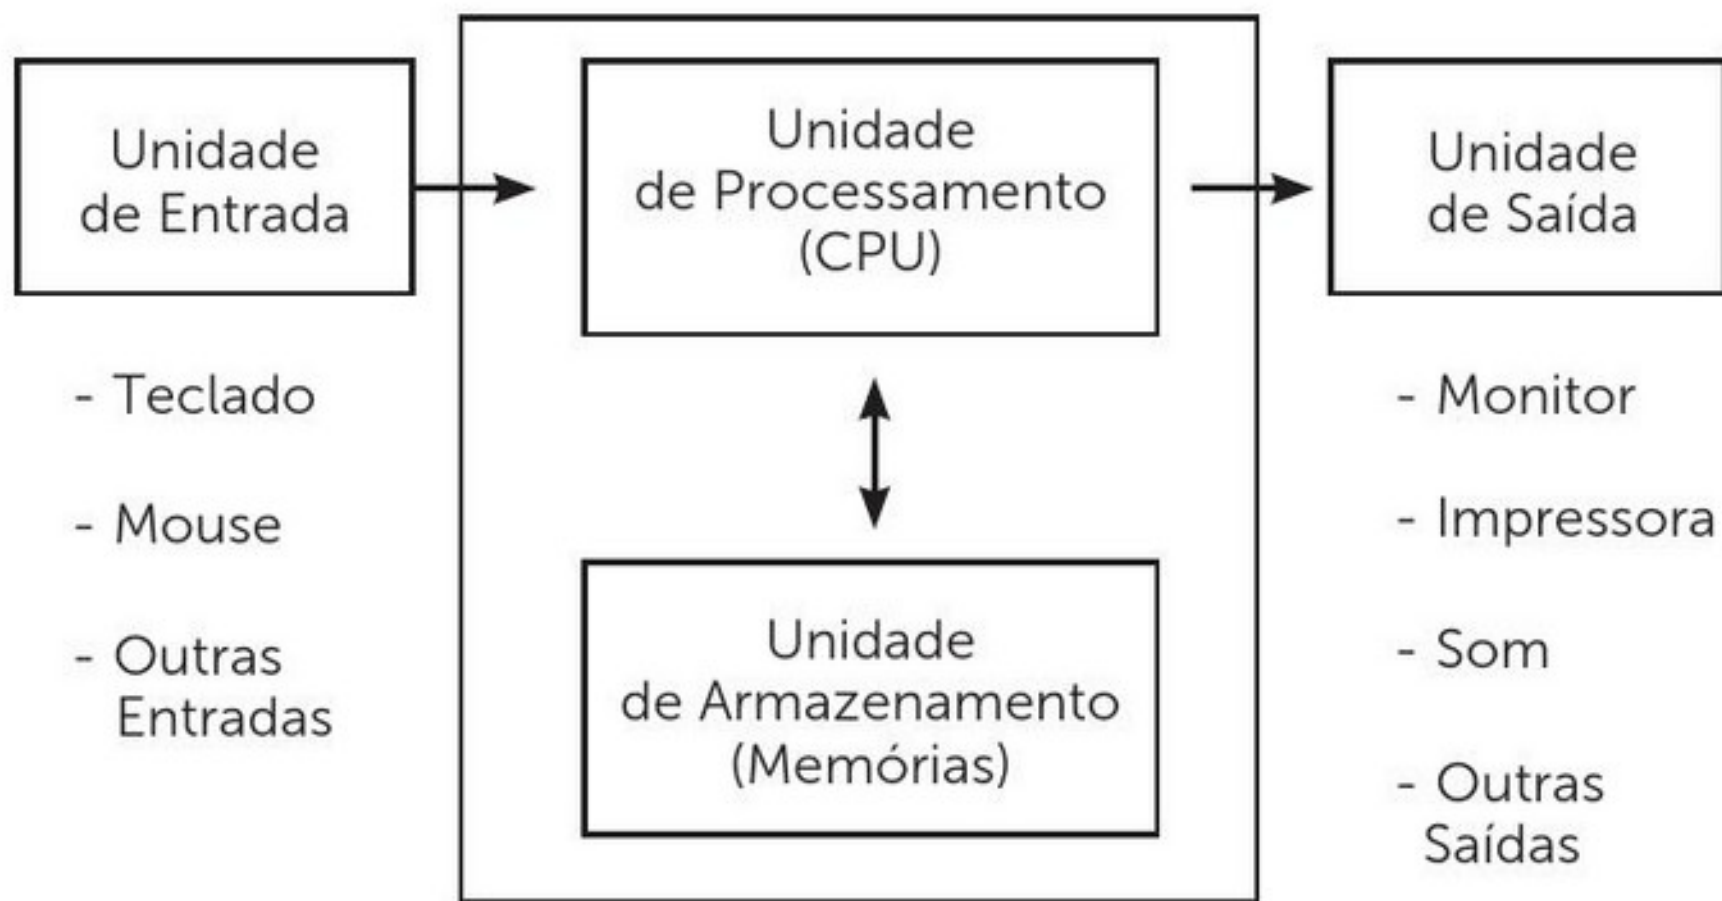 Unidade
de Entrada
- Teclado
- Mouse
- Outras
Entradas
Unidade
de Processamento
(CPU)
Unidade
de Armazenamento
(Memórias)
Unidade
de Saída
- Monitor
- Impressora
- Som
- Outras
Saídas